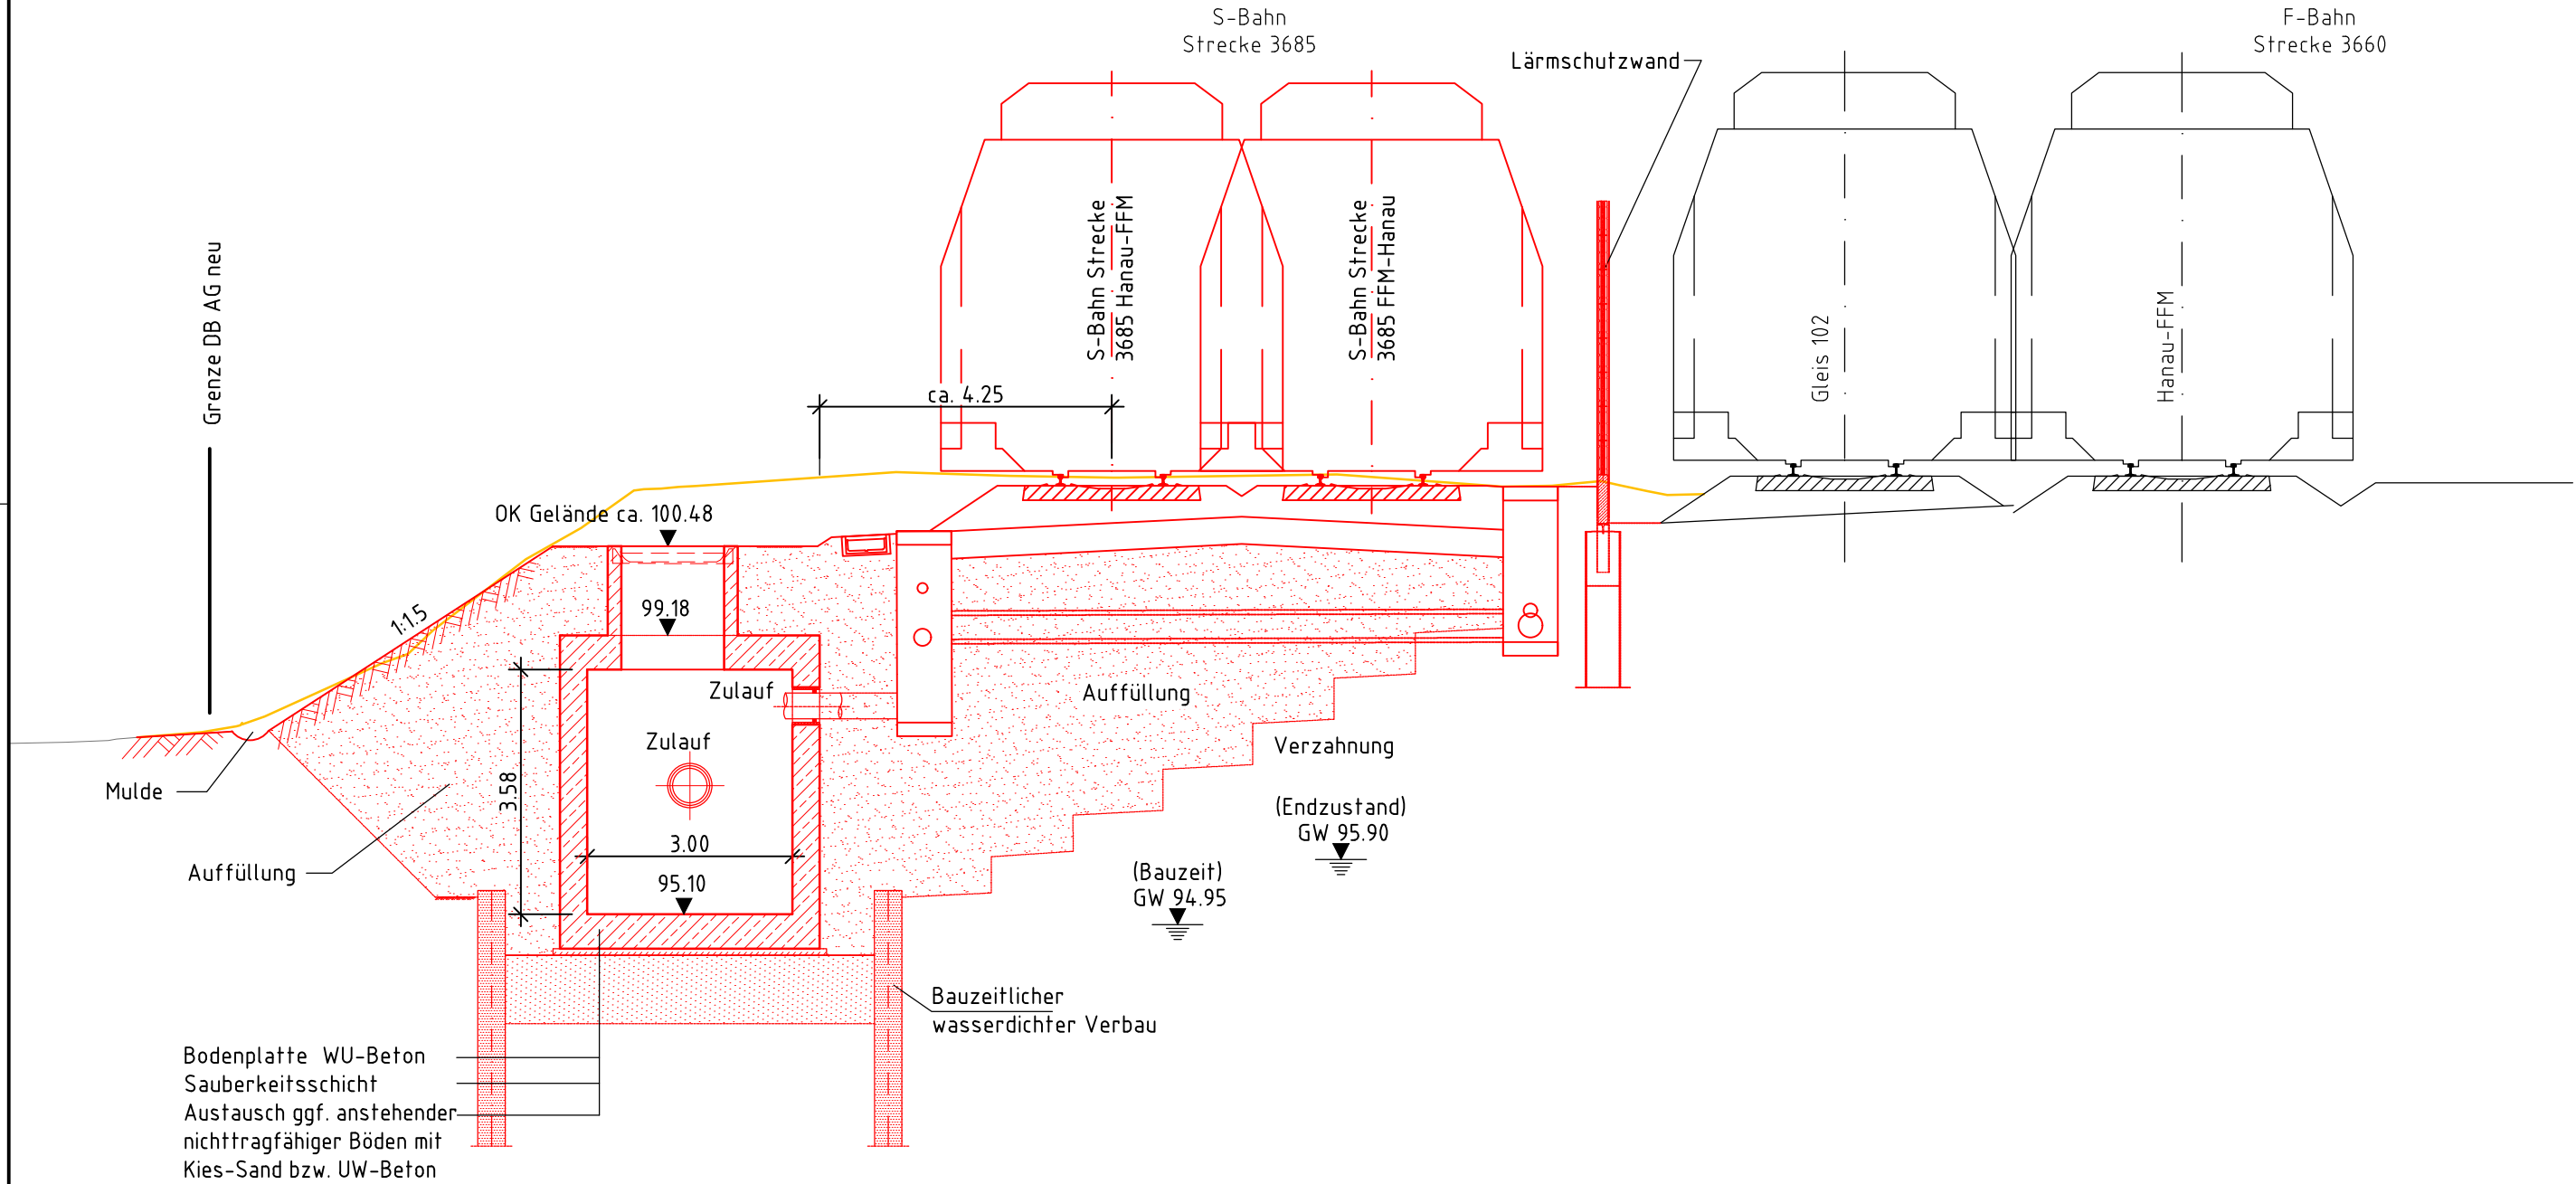 S-Bahn
Strecke 3685
F-Bahn
Strecke 3660
Lärmschutzwand
Grenze DB AG neu
S-Bahn Strecke
3685 Hanau-FFM
S-Bahn Strecke
3685 FFM-Hanau
Gleis 102
Hanau-FFM
ca. 4.25
OK Gelände ca. 100.48
1:1.5
99.18
Zulauf
Auffüllung
Zulauf
Verzahnung
Mulde
3.58
(Endzustand)
GW 95.90
3.00
Auffüllung
95.10
(Bauzeit)
GW 94.95
Bauzeitlicher
wasserdichter Verbau
Bodenplatte WU-Beton
Sauberkeitsschicht
Austausch ggf. anstehender
nichttragfähiger Böden mit
Kies-Sand bzw. UW-Beton